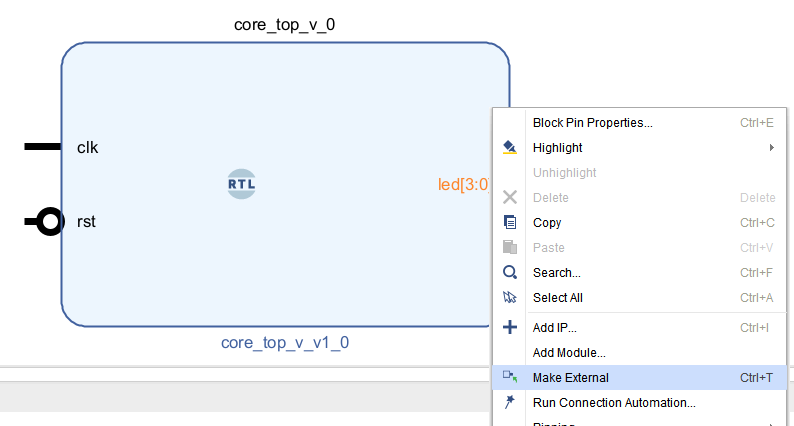 core_top_v_0
clk
RTL
led[3:0]
rst
core_top_v_v1_0
Block Pin Properties... Ctrl+E
Highlight
Unhighlight
Delete Delete
Copy Ctrl+C
Paste Ctrl+V
Search... Ctrl+F
Select All Ctrl+A
Add IP... Ctrl+I
Add Module...
Make External Ctrl+T
Run Connection Automation...